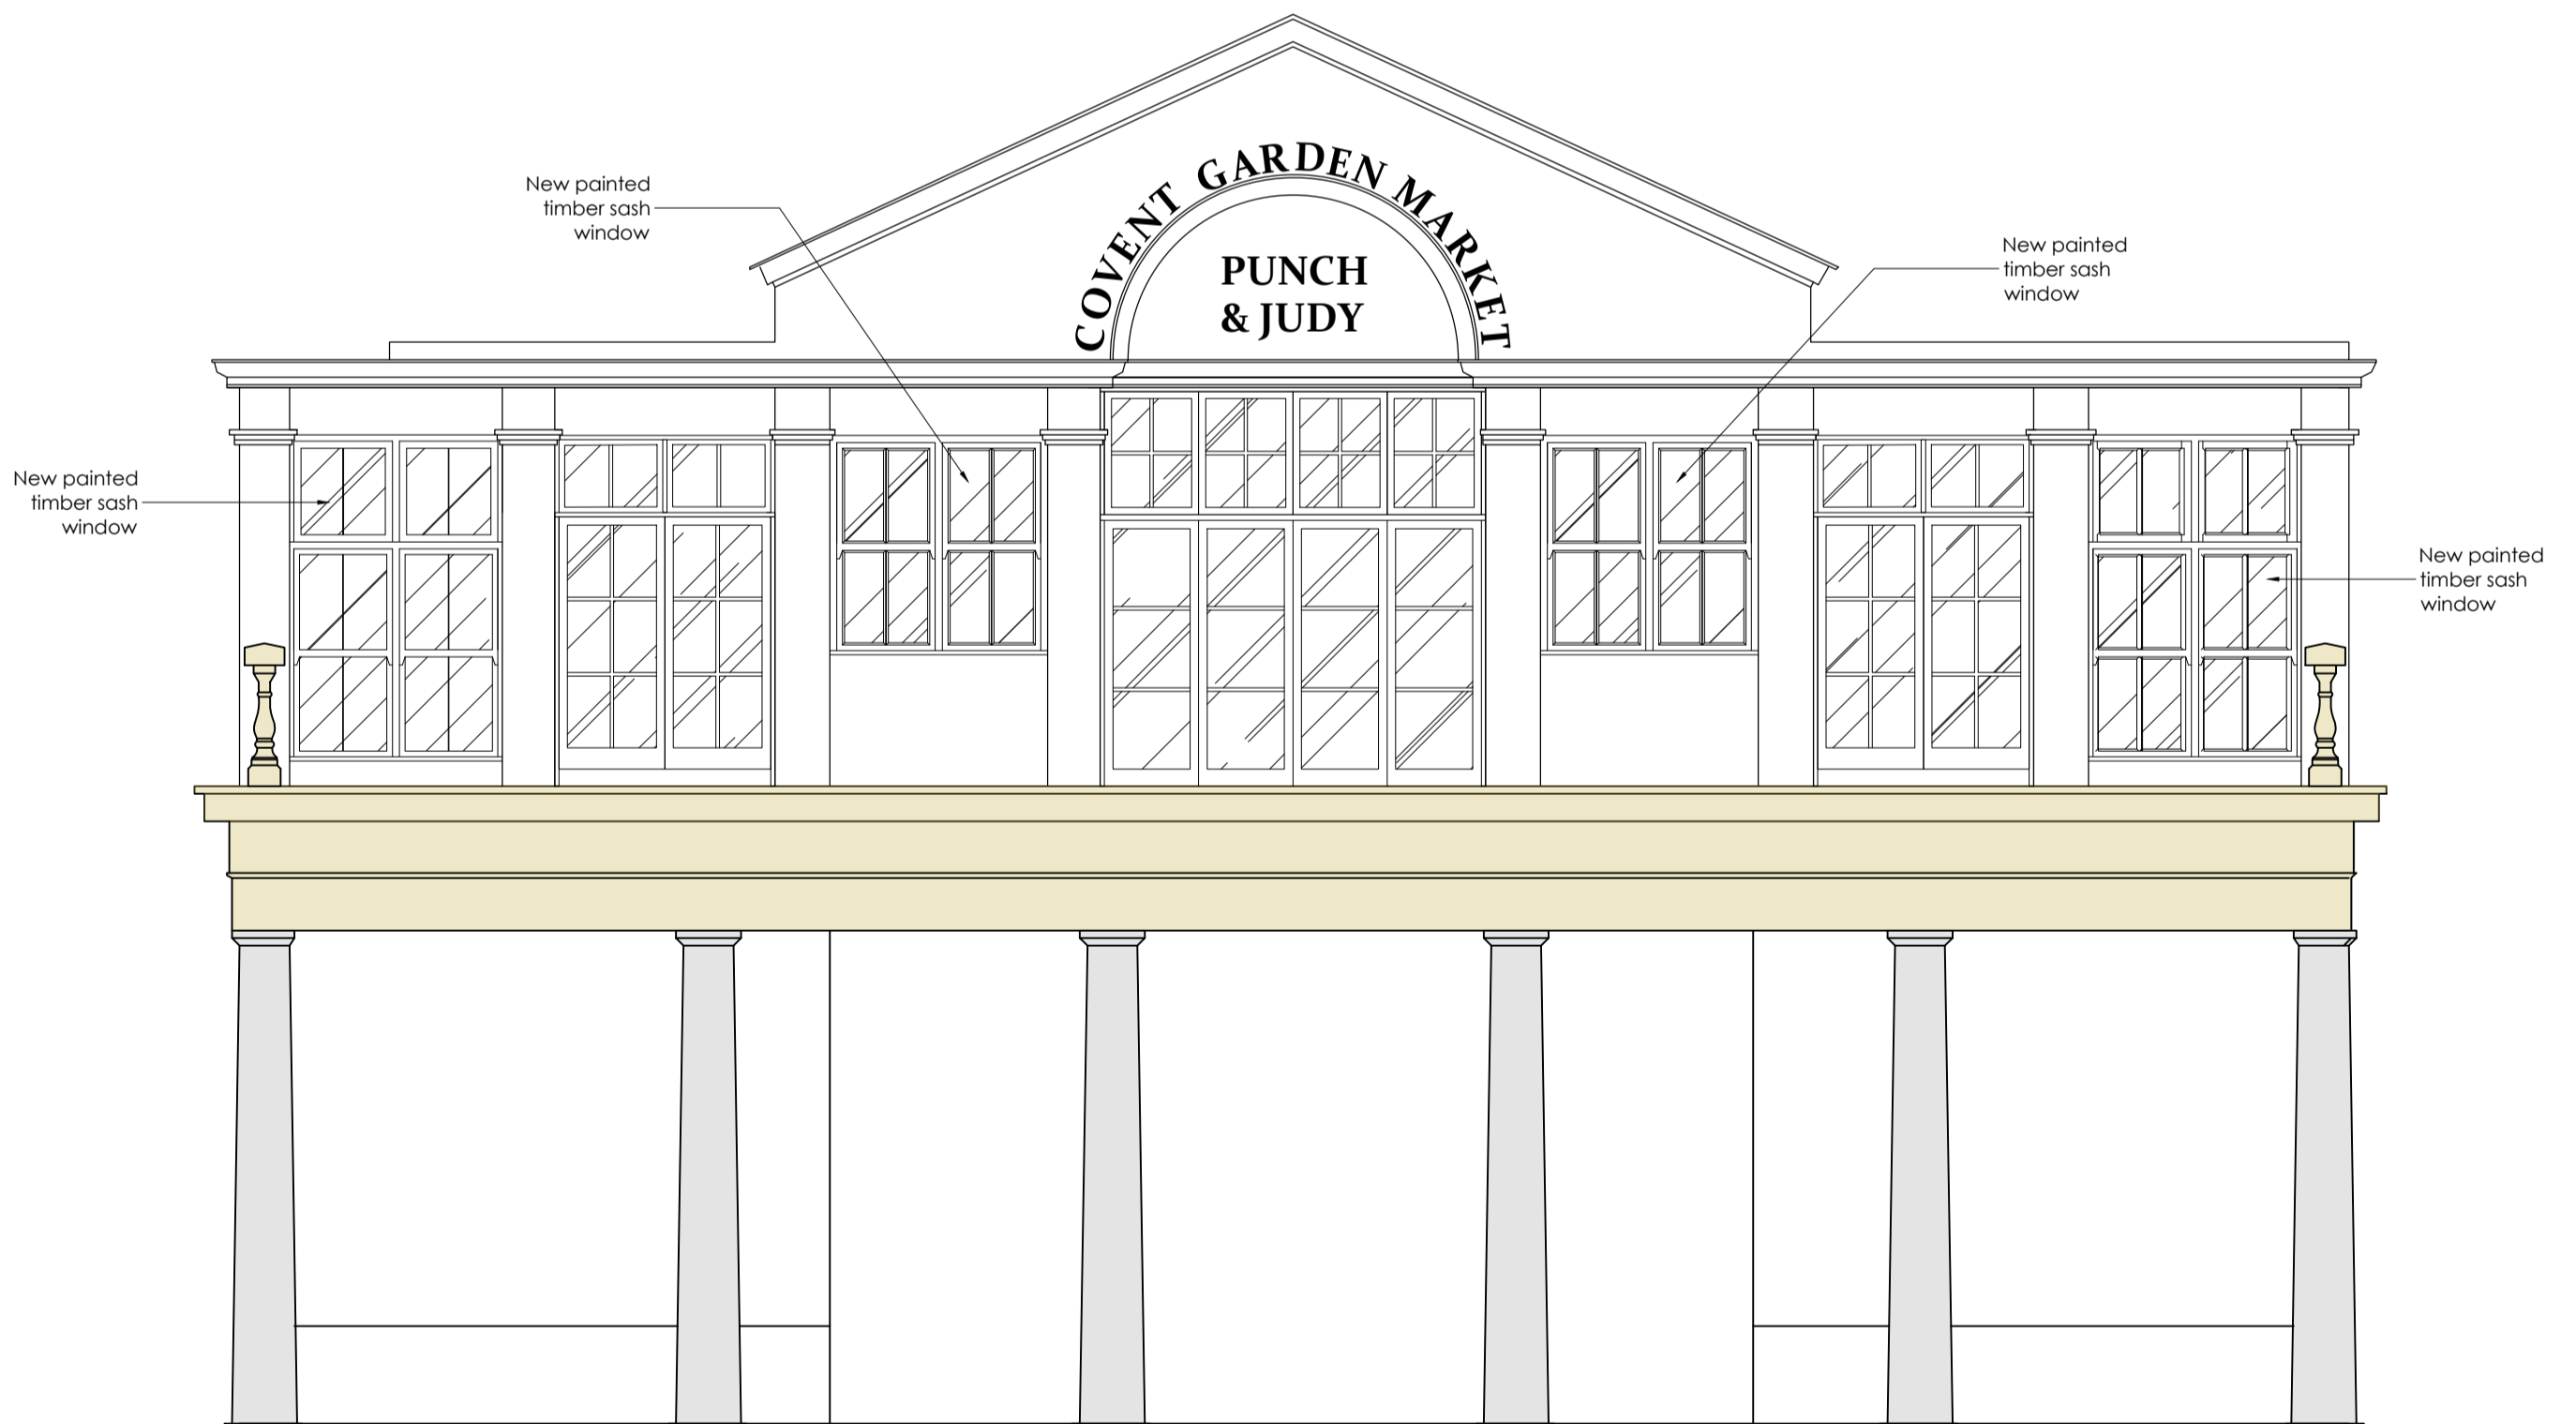 COVENT GARDEN MARKET
PUNCH
& JUDY
New painted
timber sash
window
New painted
timber sash
window
New painted
timber sash
window
New painted
timber sash
window